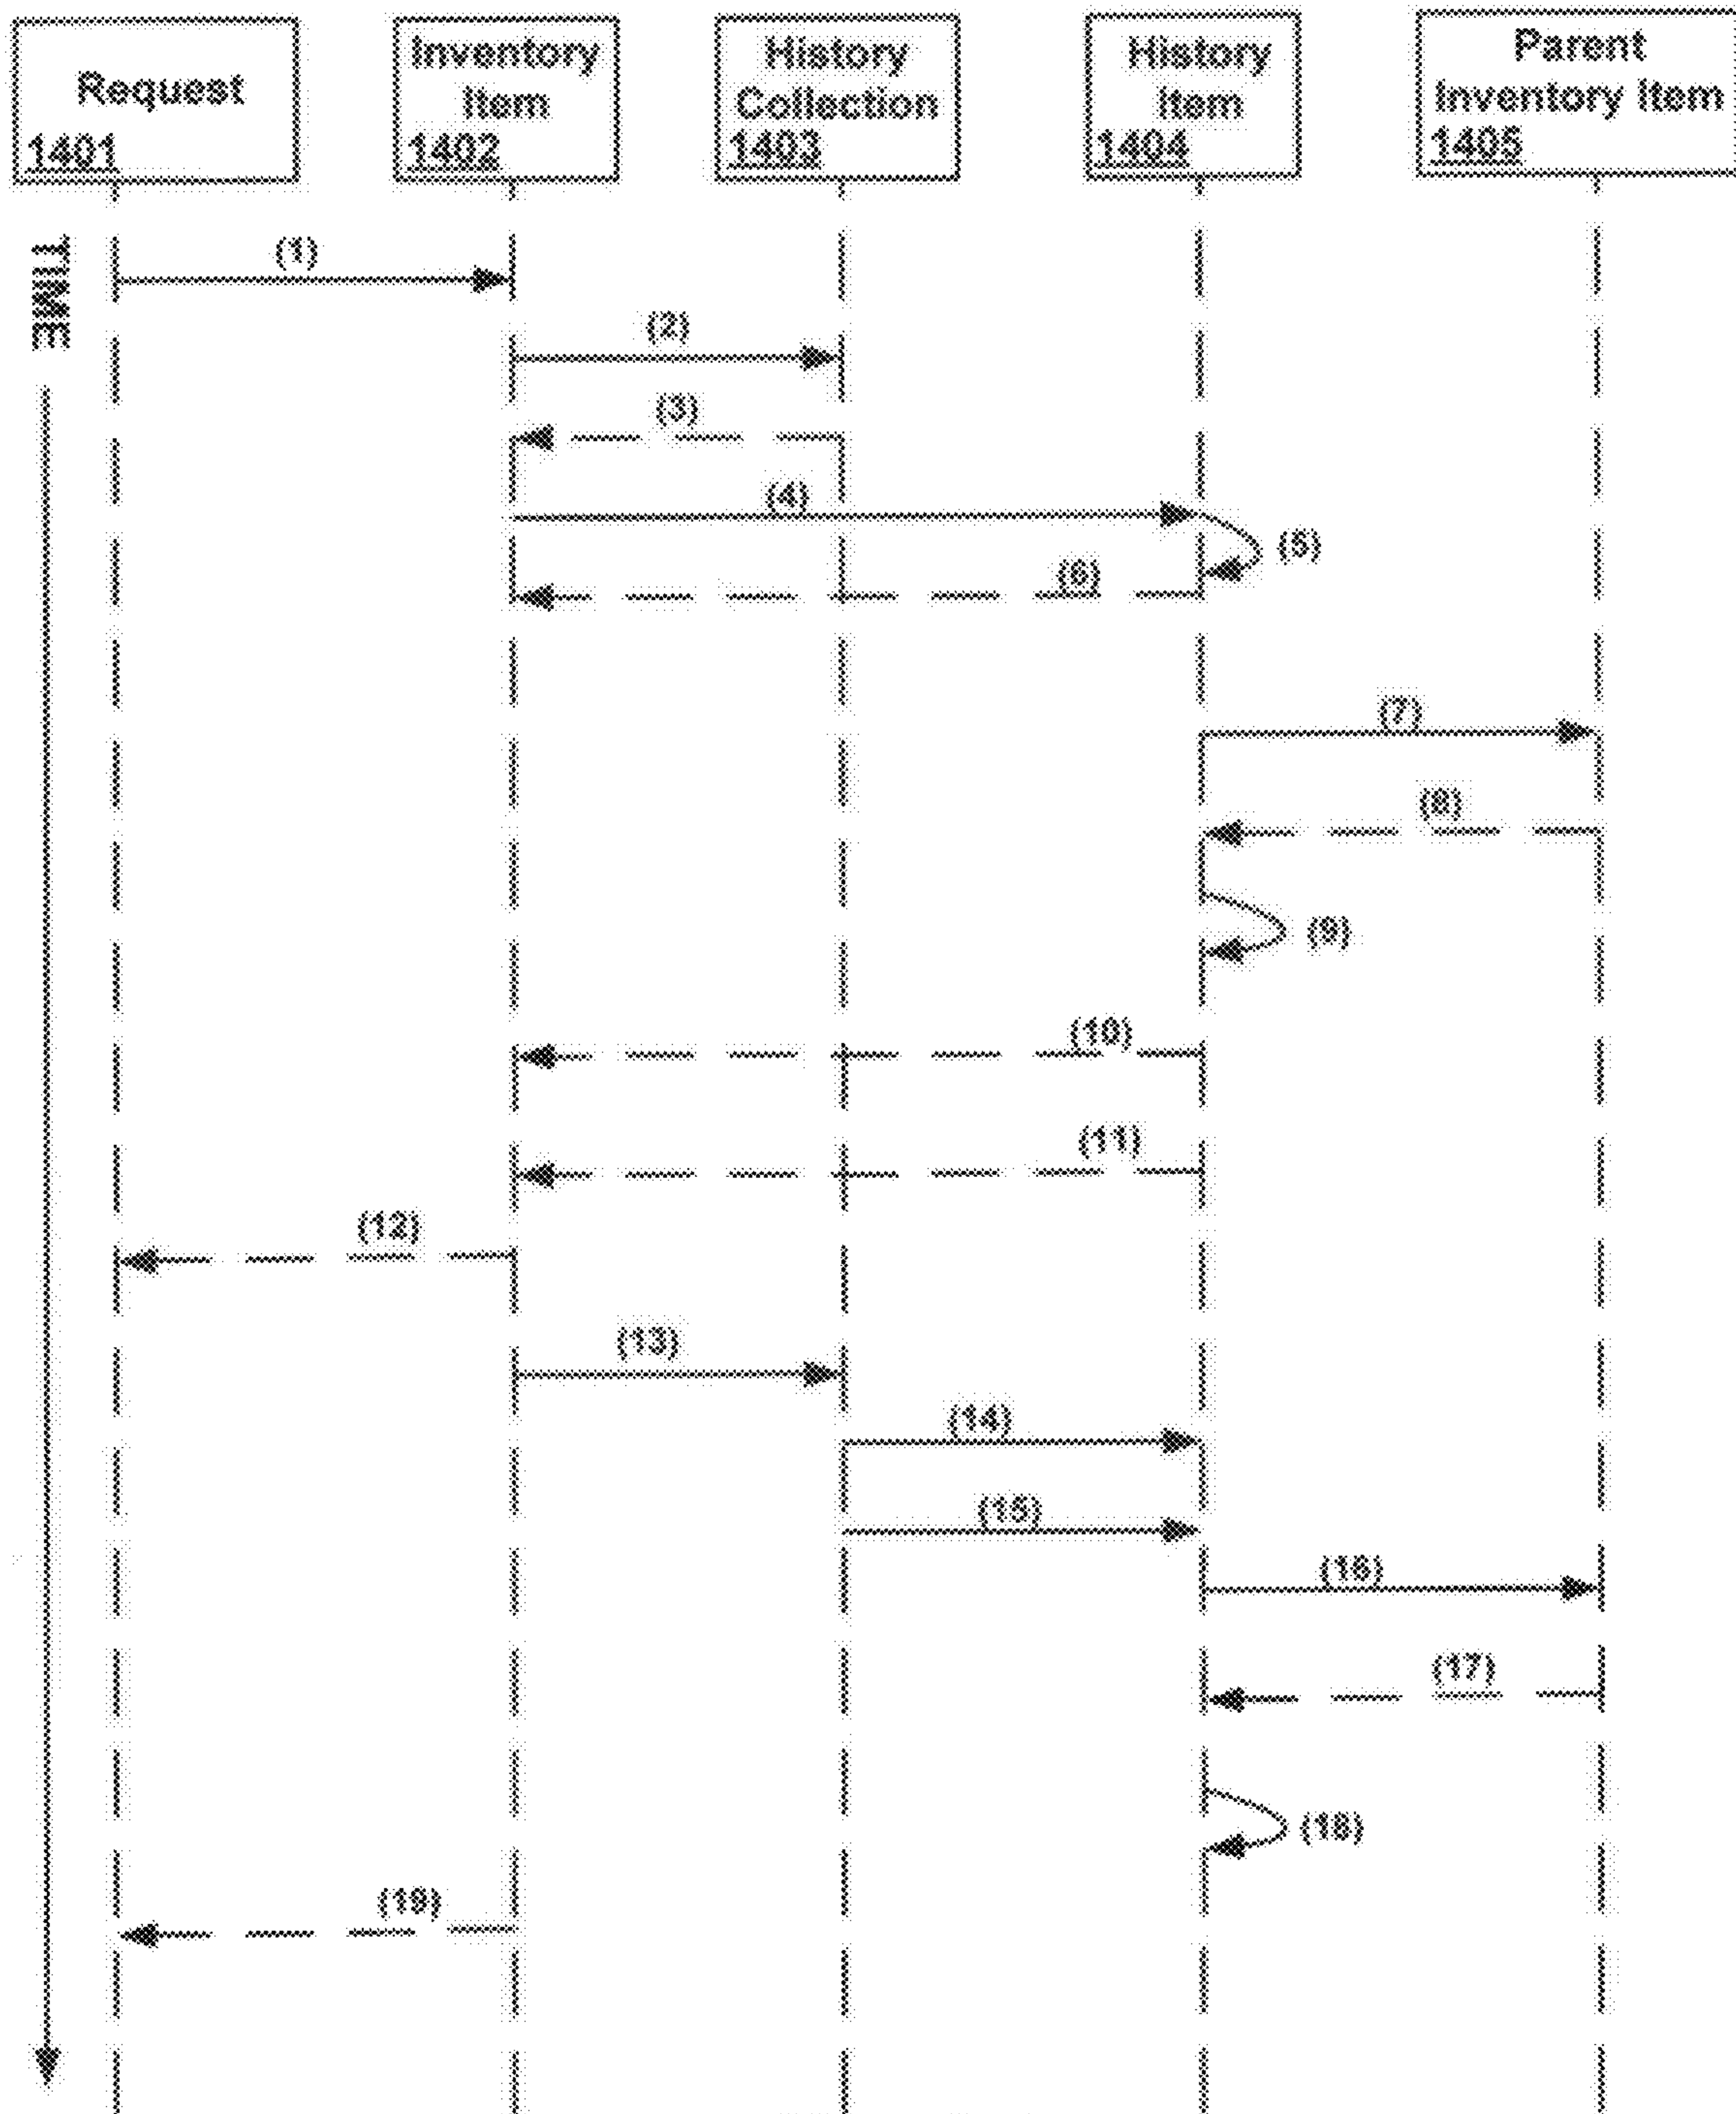 Request
1401
Inventory
Item
1402
History
Collection
1403
History
Item
1404
Parent
Inventory Item
1405
TIME
(1)
(2)
(3)
(4)
(5)
(6)
(7)
(8)
(9)
(10)
(11)
(12)
(13)
(14)
(15)
(16)
(17)
(18)
(19)